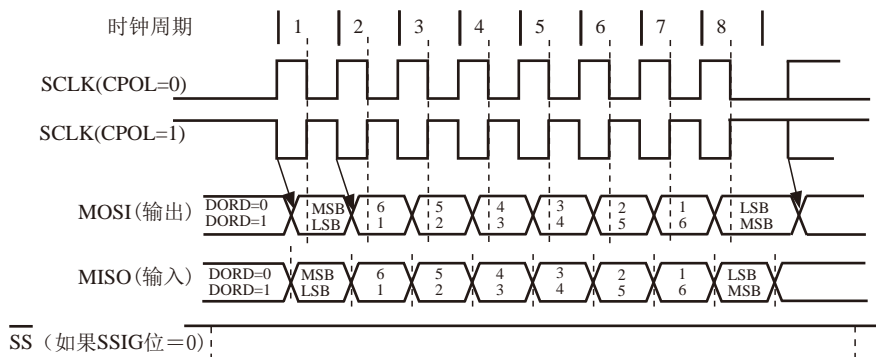 时钟周期 1 2 3 4 5 6 7 8
SCLK(CPOL=0)
SCLK(CPOL=1)
MOSI(输出) DORD=0 MSB 6 5 4 3 2 1 LSB
DORD=1 LSB 1 2 3 4 5 6 MSB
MISO(输入) DORD=0 MSB 6 5 4 3 2 1 LSB
DORD=1 LSB 1 2 3 4 5 6 MSB
SS（如果SSIG位=0）